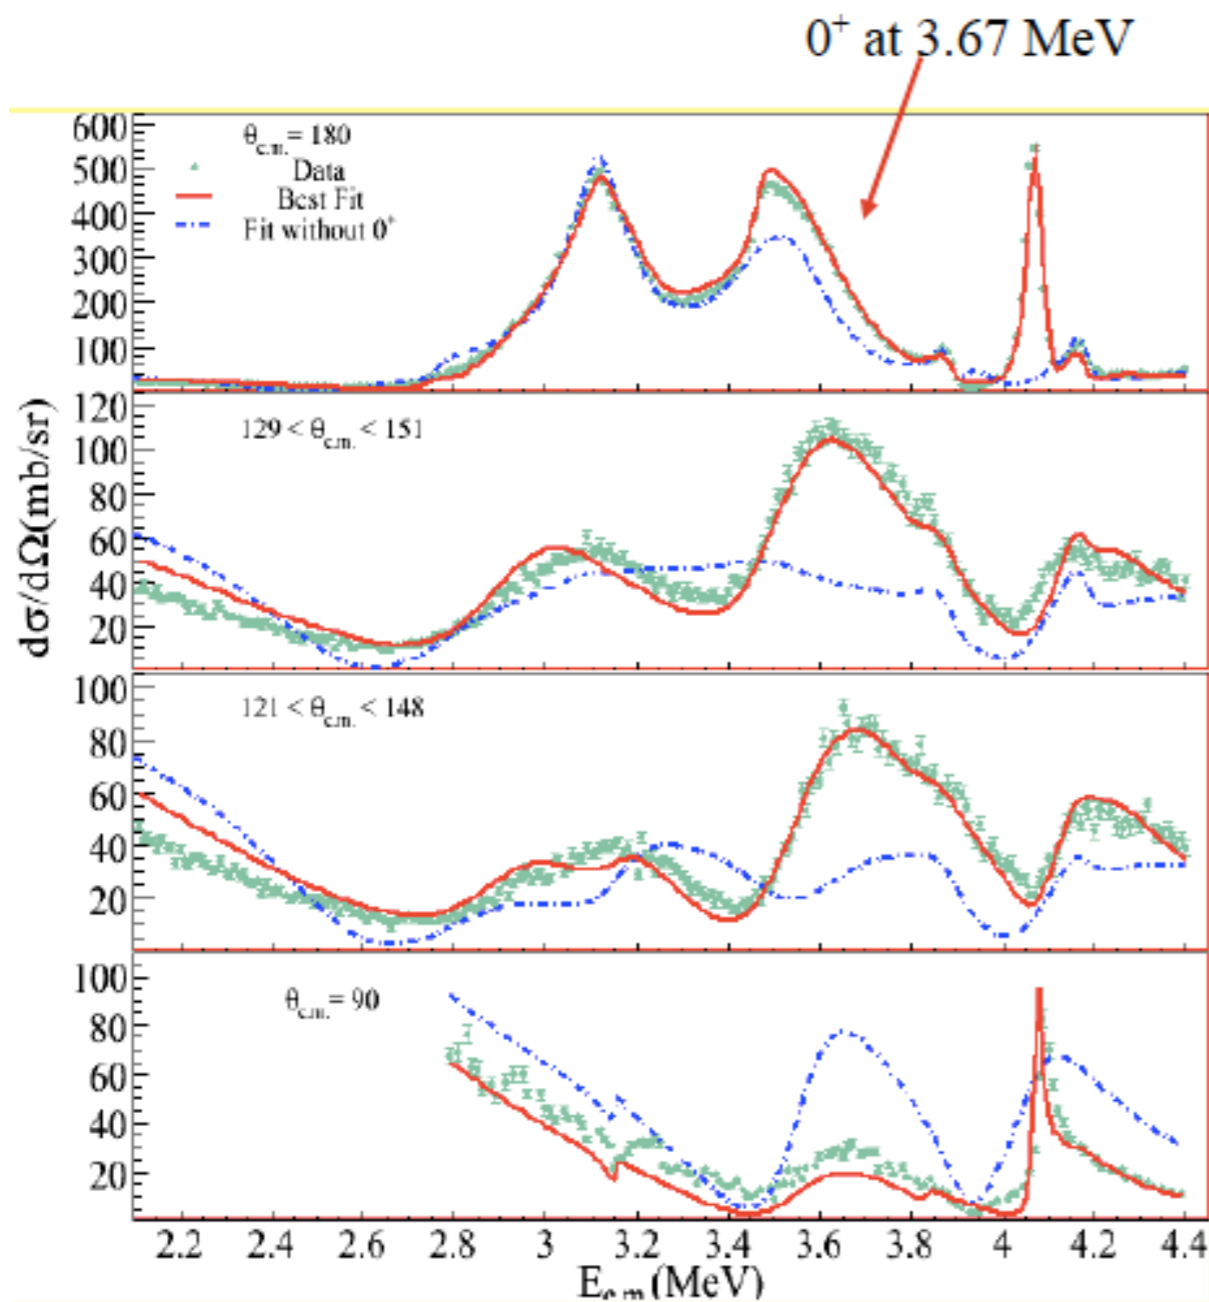 0⁺ at 3.67 MeV
600
θc.m.= 180
500
Data
400
Best Fit
300
Fit without 0⁺
200
100
dσ/dΩ(mb/sr)
120
129 < θc.m. < 151
100
80
60
40
20
100
121 < θc.m. < 148
80
60
40
20
100
θc.m.= 90
80
60
40
20
2.2 2.4 2.6 2.8 3 3.2 3.4 3.6 3.8 4 4.2 4.4
Ec.m.(MeV)